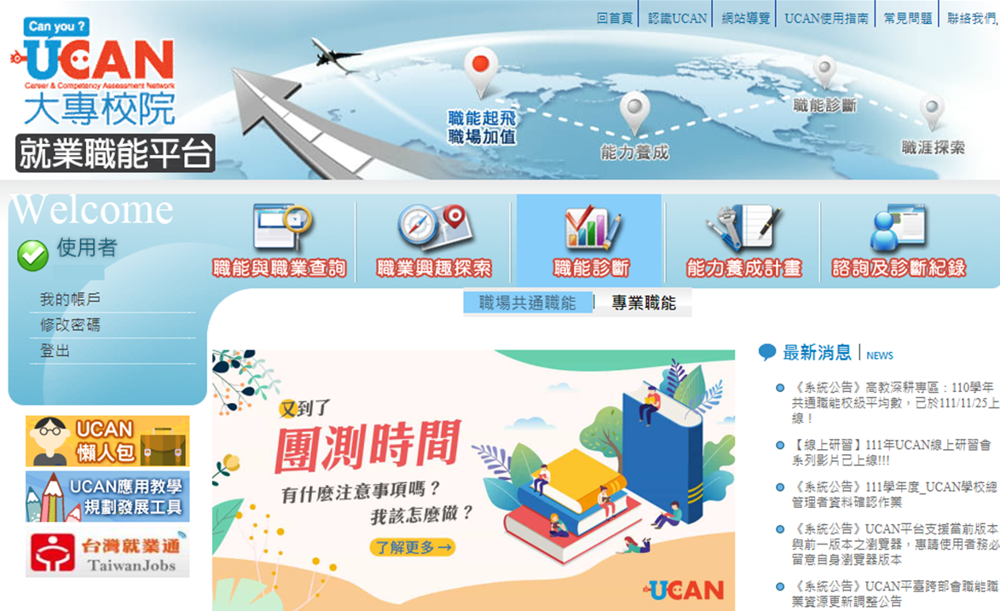 回首頁 認識UCAN 網站導覽 UCAN使用指南 常見問題 聯絡我們
Can you ?
UCAN
Career & Competency Assessment Network
大專校院
就業職能平台
職能起飛
職場加值
能力養成
職能診斷
職涯探索
Welcome
使用者
我的帳戶
修改密碼
登出
職能與職業查詢 職業興趣探索 職能診斷 能力養成計畫 諮詢及診斷紀錄
職場共通職能 專業職能
UCAN
懶人包
UCAN應用教學
規劃發展工具
台灣就業通
TaiwanJobs
又到了
團測時間
有什麼注意事項嗎？
我該怎麼做？
了解更多→
UCAN
最新消息 | NEWS
《系統公告》高教深耕專區：110學年
共通職能校級平均數，已於111/11/25上
線！
【線上研習】111年UCAN線上研習會
系列影片已上線!!!
《系統公告》111學年度_UCAN學校總
管理者資料確認作業
《系統公告》UCAN平台支援當前版本
與前一版本之瀏覽器，惠請使用者務必
留意自身瀏覽器版本
《系統公告》UCAN平臺跨部會職能職
業資源更新調整公告